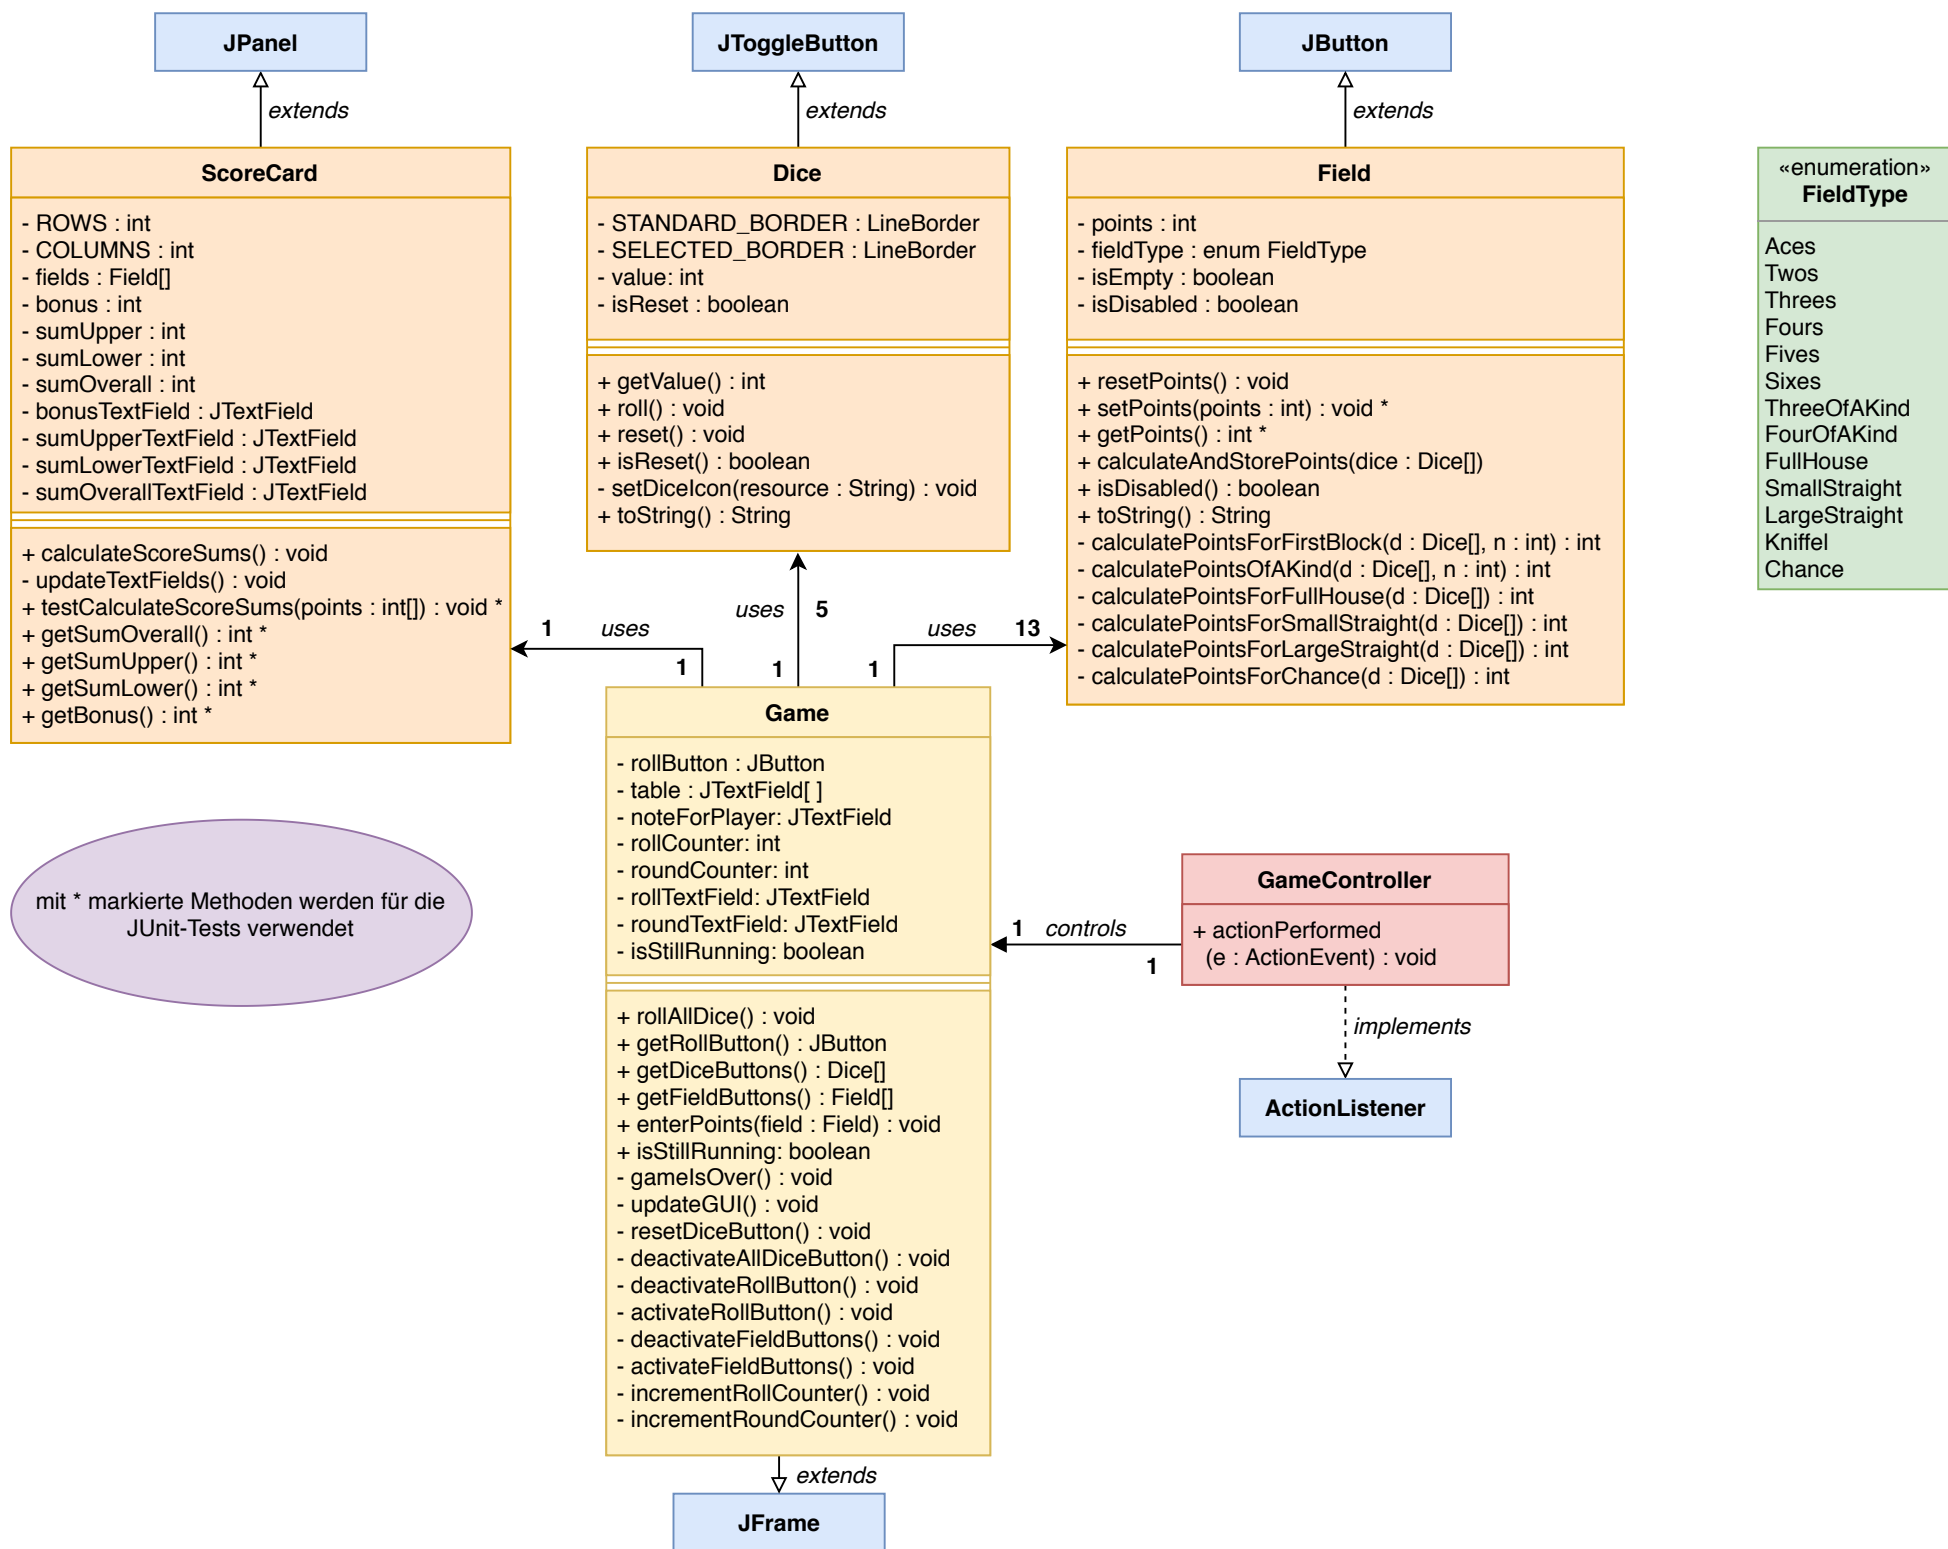 JPanel
JToggleButton
JButton
extends
extends
extends
ScoreCard
- ROWS : int
- COLUMNS : int
- fields : Field[]
- bonus : int
- sumUpper : int
- sumLower : int
- sumOverall : int
- bonusTextField : JTextField
- sumUpperTextField : JTextField
- sumLowerTextField : JTextField
- sumOverallTextField : JTextField
+ calculateScoreSums() : void
- updateTextFields() : void
+ testCalculateScoreSums(points : int[]) : void *
+ getSumOverall() : int *
+ getSumUpper() : int *
+ getSumLower() : int *
+ getBonus() : int *
Dice
- STANDARD_BORDER : LineBorder
- SELECTED_BORDER : LineBorder
- value: int
- isReset : boolean
+ getValue() : int
+ roll() : void
+ reset() : void
+ isReset() : boolean
- setDiceIcon(resource : String) : void
+ toString() : String
Field
- points : int
- fieldType : enum FieldType
- isEmpty : boolean
- isDisabled : boolean
+ resetPoints() : void
+ setPoints(points : int) : void *
+ getPoints() : int *
+ calculateAndStorePoints(dice : Dice[])
+ isDisabled() : boolean
+ toString() : String
- calculatePointsForFirstBlock(d : Dice[], n : int) : int
- calculatePointsOfAKind(d : Dice[], n : int) : int
- calculatePointsForFullHouse(d : Dice[]) : int
- calculatePointsForSmallStraight(d : Dice[]) : int
- calculatePointsForLargeStraight(d : Dice[]) : int
- calculatePointsForChance(d : Dice[]) : int
«enumeration»
FieldType
Aces
Twos
Threes
Fours
Fives
Sixes
ThreeOfAKind
FourOfAKind
FullHouse
SmallStraight
LargeStraight
Kniffel
Chance
1 uses
1
uses 5
1
uses 13
1
Game
- rollButton : JButton
- table : JTextField[ ]
- noteForPlayer: JTextField
- rollCounter: int
- roundCounter: int
- rollTextField: JTextField
- roundTextField: JTextField
- isStillRunning: boolean
+ rollAllDice() : void
+ getRollButton() : JButton
+ getDiceButtons() : Dice[]
+ getFieldButtons() : Field[]
+ enterPoints(field : Field) : void
+ isStillRunning: boolean
- gameIsOver() : void
- updateGUI() : void
- resetDiceButton() : void
- deactivateAllDiceButton() : void
- deactivateRollButton() : void
- activateRollButton() : void
- deactivateFieldButtons() : void
- activateFieldButtons() : void
- incrementRollCounter() : void
- incrementRoundCounter() : void
mit * markierte Methoden werden für die
JUnit-Tests verwendet
1 controls
1
GameController
+ actionPerformed
(e : ActionEvent) : void
implements
ActionListener
extends
JFrame